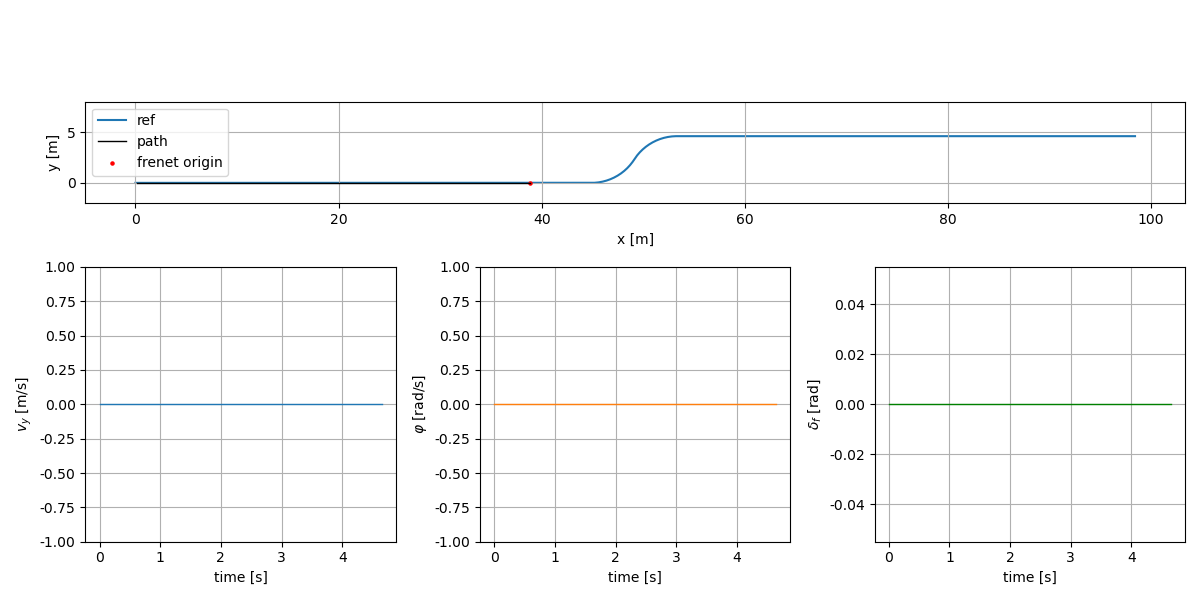 ref
path
frenet origin
5
0
y [m]
0 20 40 60 80 100
x [m]
1.00
0.75
0.50
0.25
0.00
-0.25
-0.50
-0.75
-1.00
v_y [m/s]
0 1 2 3 4
time [s]
1.00
0.75
0.50
0.25
0.00
-0.25
-0.50
-0.75
-1.00
φ [rad/s]
0 1 2 3 4
time [s]
0.04
0.02
0.00
-0.02
-0.04
δ_f [rad]
0 1 2 3 4
time [s]